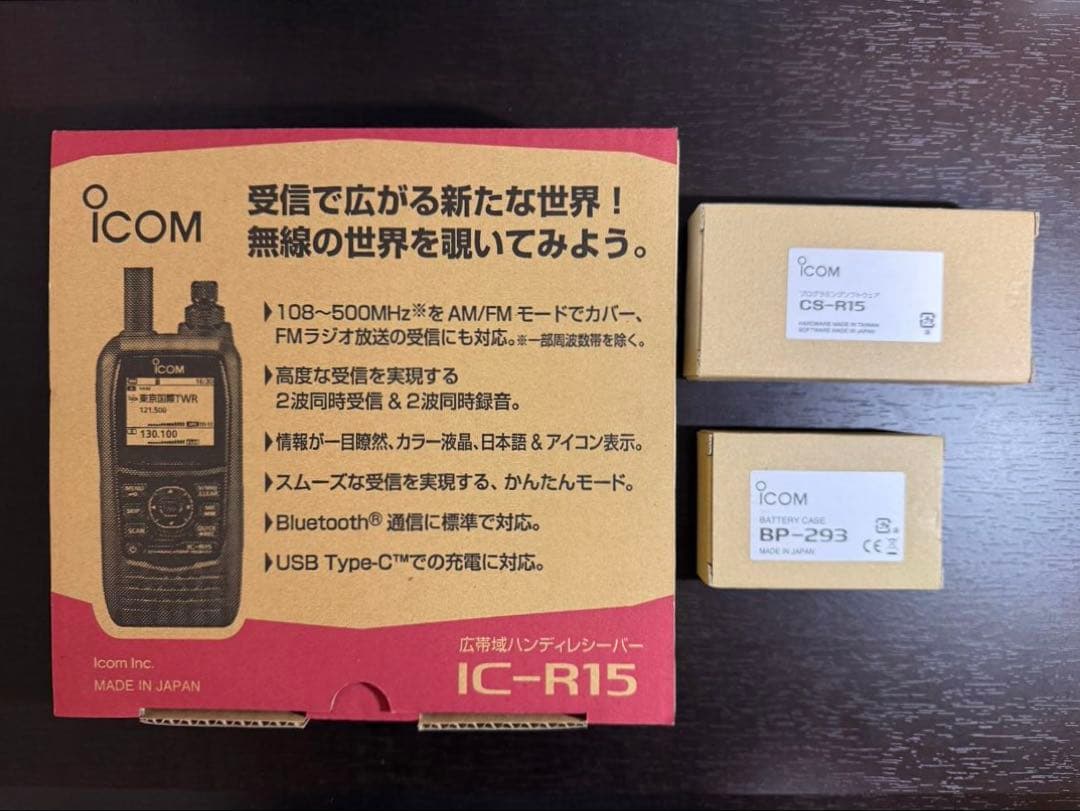 ICOM
受信で広がる新たな世界！
無線の世界を覗いてみよう。
108～500MHz※をAM/FMモードでカバー、
FMラジオ放送の受信にも対応。※一部周波数帯を除く。
高度な受信を実現する
2波同時受信&2波同時録音。
情報が一目瞭然、カラー液晶、日本語&アイコン表示。
スムーズな受信を実現する、かんたんモード。
Bluetooth®通信に標準で対応。
USB Type-C™での充電に対応。
ICOM
16:30
東京国際TWR
121.500
130.100
MENU
CLEAR
SKIP
SCAN
QUICK
IC-R15
広帯域ハンディレシーバー
IC-R15
Icom Inc.
MADE IN JAPAN
ICOM
プログラミングソフトウェア
CS-R15
HARDWARE MADE IN TAIWAN
SOFTWARE MADE IN JAPAN
ICOM
BATTERY CASE
BP-293
MADE IN JAPAN
CE